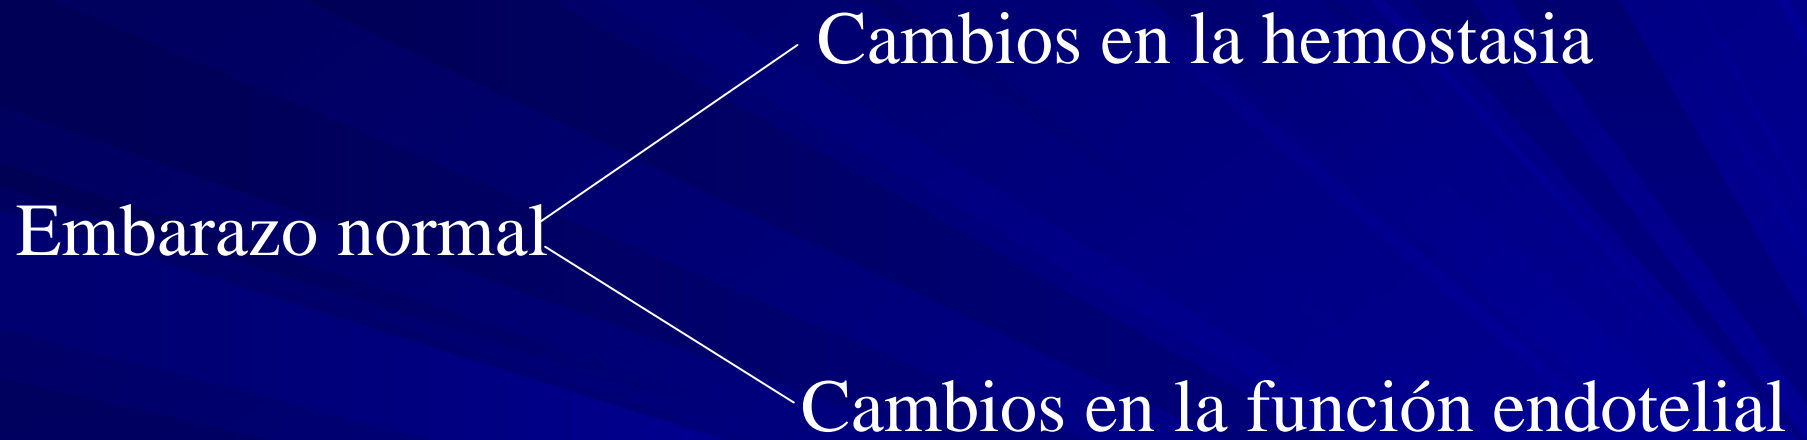 Cambios en la hemostasia
Embarazo normal
Cambios en la función endotelial